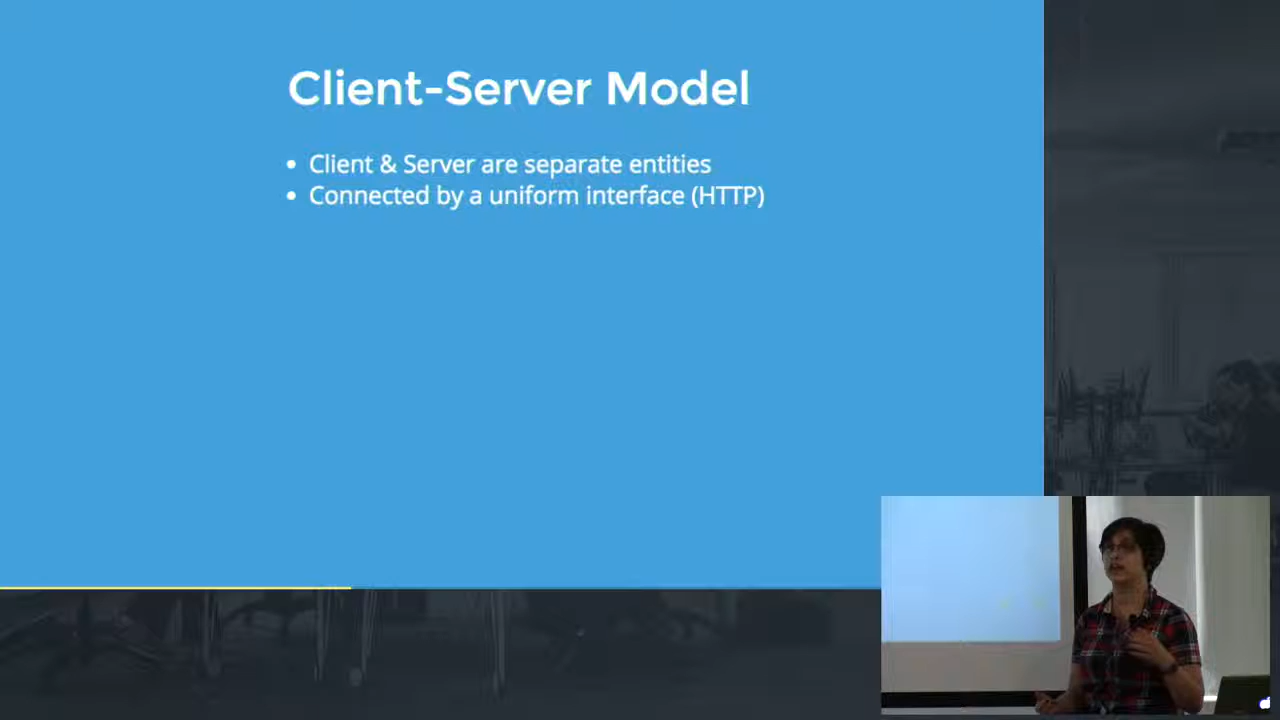 Client-Server Model
• Client & Server are separate entities
• Connected by a uniform interface (HTTP)